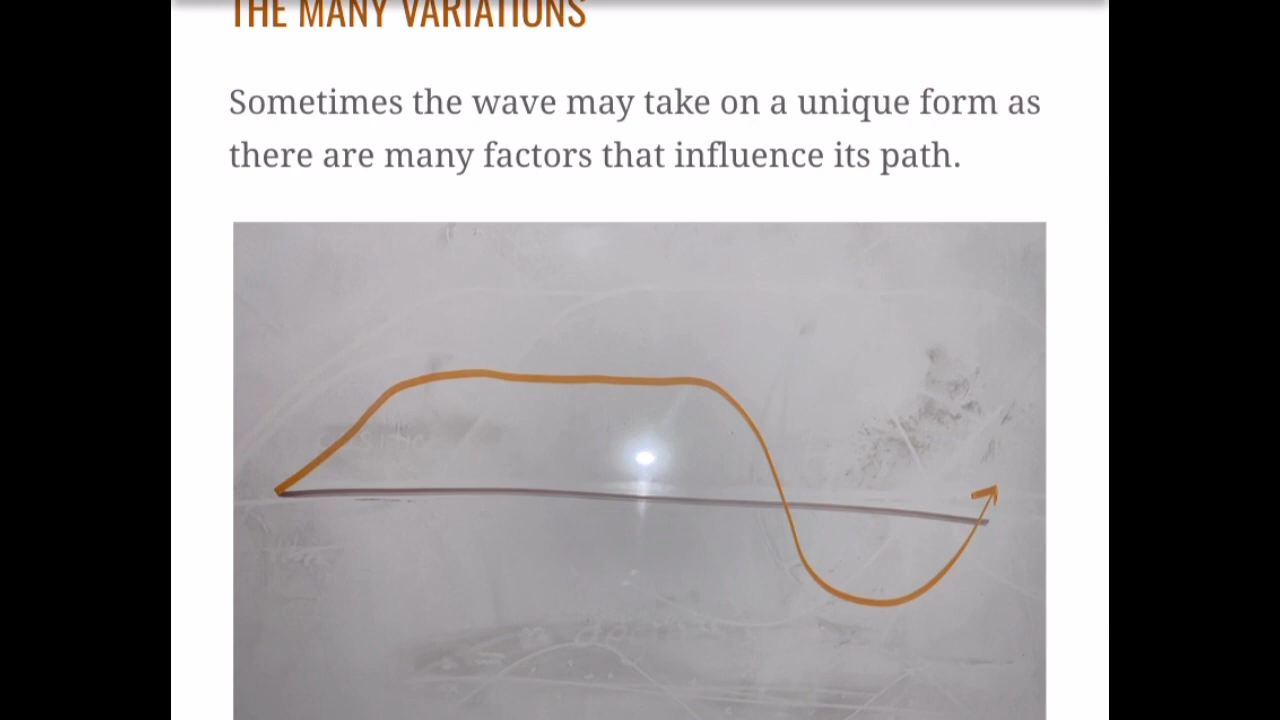 THE MANY VARIATIONS
Sometimes the wave may take on a unique form as
there are many factors that influence its path.